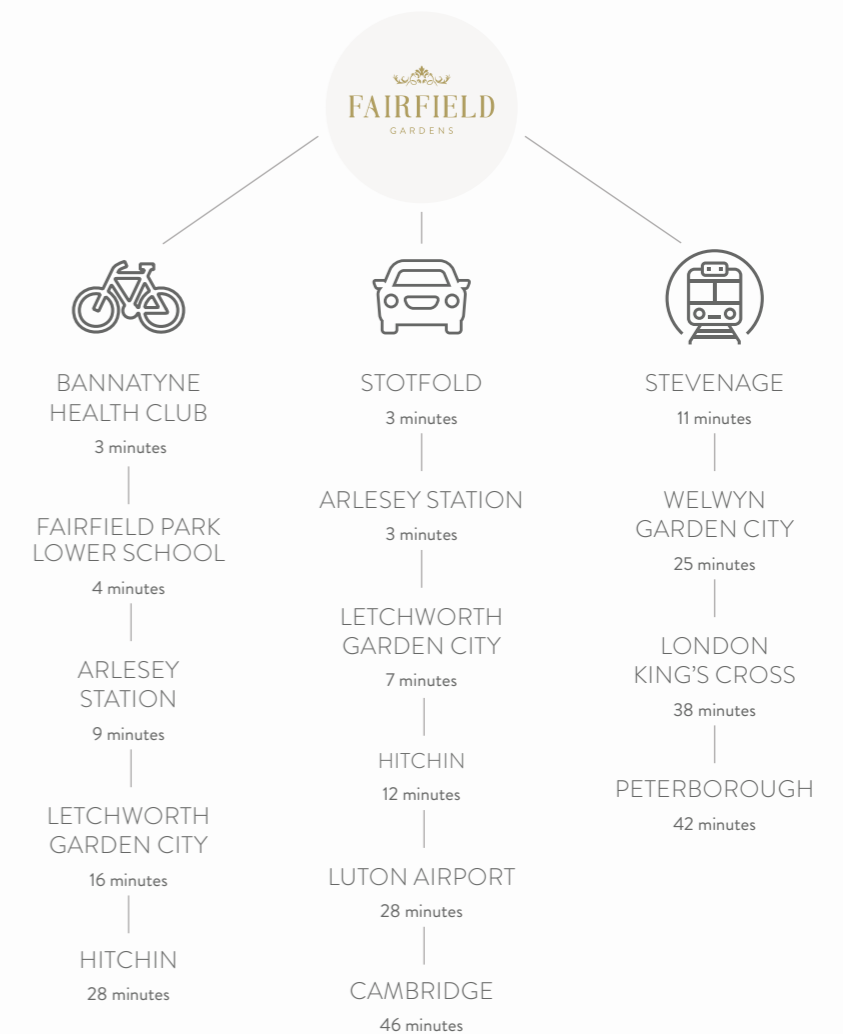 FAIRFIELD
GARDENS
BANNATYNE
HEALTH CLUB
3 minutes
FAIRFIELD PARK
LOWER SCHOOL
4 minutes
ARLESEY
STATION
9 minutes
LETCHWORTH
GARDEN CITY
16 minutes
HITCHIN
28 minutes
STOTFOLD
3 minutes
ARLESEY STATION
3 minutes
LETCHWORTH
GARDEN CITY
7 minutes
HITCHIN
12 minutes
LUTON AIRPORT
28 minutes
CAMBRIDGE
46 minutes
STEVENAGE
11 minutes
WELWYN
GARDEN CITY
25 minutes
LONDON
KING'S CROSS
38 minutes
PETERBOROUGH
42 minutes